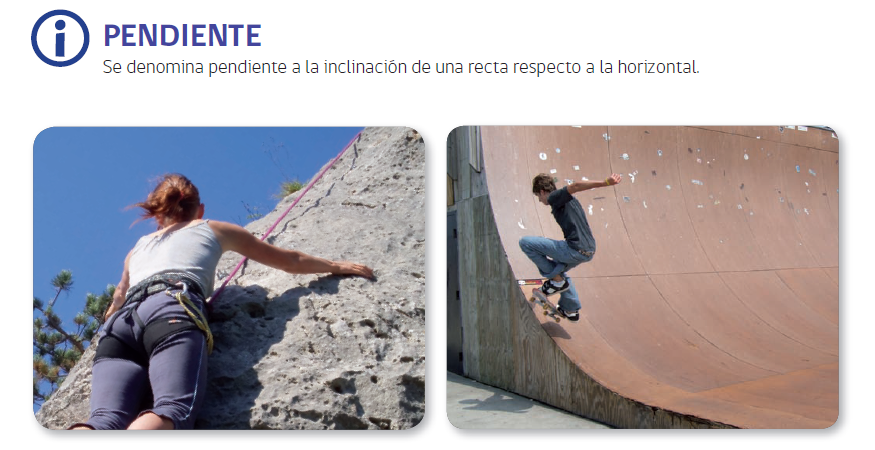 PENDIENTE
Se denomina pendiente a la inclinación de una recta respecto a la horizontal.